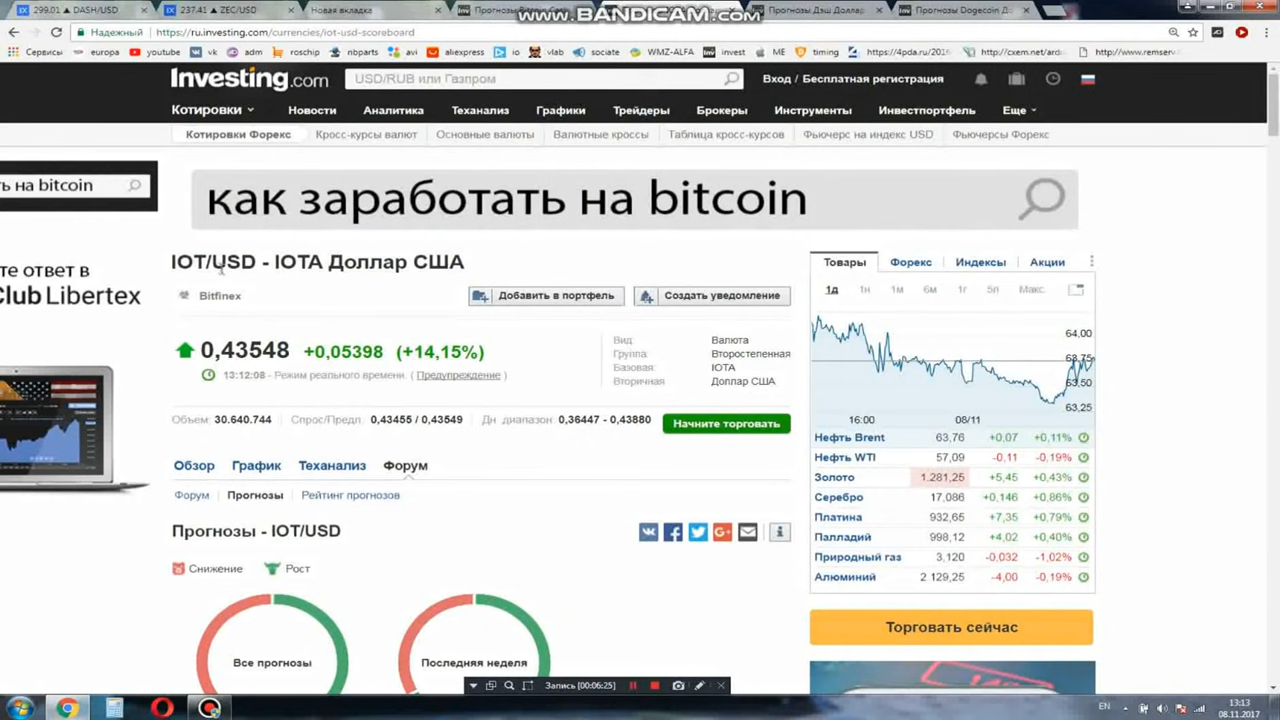 299.01 ▲ DASH/USD
237.41 ▲ ZEC/USD
Новая вкладка
Прогнозы Дэш Доллар
Прогнозы Dogecoin До
www.BANDICAM.com
Надежный
https://ru.investing.com/currencies/iot-usd-scoreboard
Сервисы
europa
youtube
vk
adm
rosching
nbparts
avi
aliexpress
io
vlab
sociate
WMZ-ALFA
invest
ME
timing
https://4pda.ru/2016
http://cxem.net/ard
http://www.remserv
Investing.com
USD/RUB или Газпром
Вход / Бесплатная регистрация
Котировки
Новости
Аналитика
Теханализ
Графики
Трейдеры
Брокеры
Инструменты
Инвестпортфель
Еще
Котировки Форекс
Кросс-курсы валют
Основные валюты
Валютные кроссы
Таблица кросс-курсов
Фьючерс на индекс USD
Фьючерсы Форекс
ь на bitcoin
как заработать на bitcoin
те ответ в
Club Libertex
IOT/USD - IOTA Доллар США
Bitfinex
Добавить в портфель
Создать уведомление
0,43548 +0,05398 (+14,15%)
13:12:08 - Режим реального времени. ( Предупреждение )
Вид: Валюта
Группа: Второстепенная
Базовая: IOTA
Вторичная: Доллар США
Объем: 30.640.744
Спрос/Предл.: 0,43455 / 0,43549
Дн. диапазон: 0,36447 - 0,43880
Начните торговать
Обзор
График
Теханализ
Форум
Форум
Прогнозы
Рейтинг прогнозов
Прогнозы - IOT/USD
Снижение
Рост
Все прогнозы
Последняя неделя
Товары
Форекс
Индексы
Акции
1д
1н
1м
6м
1г
5л
Макс.
64,00
63,75
63,50
63,25
16:00
08/11
Нефть Brent 63,76 +0,07 +0,11%
Нефть WTI 57,09 -0,11 -0,19%
Золото 1.281,25 +5,45 +0,43%
Серебро 17,086 +0,146 +0,86%
Платина 932,65 +7,35 +0,79%
Палладий 998,12 +4,02 +0,40%
Природный газ 3,120 -0,032 -1,02%
Алюминий 2 129,25 -4,00 -0,19%
Торговать сейчас
Запись [00:06:25]
EN
13:13
08.11.2017